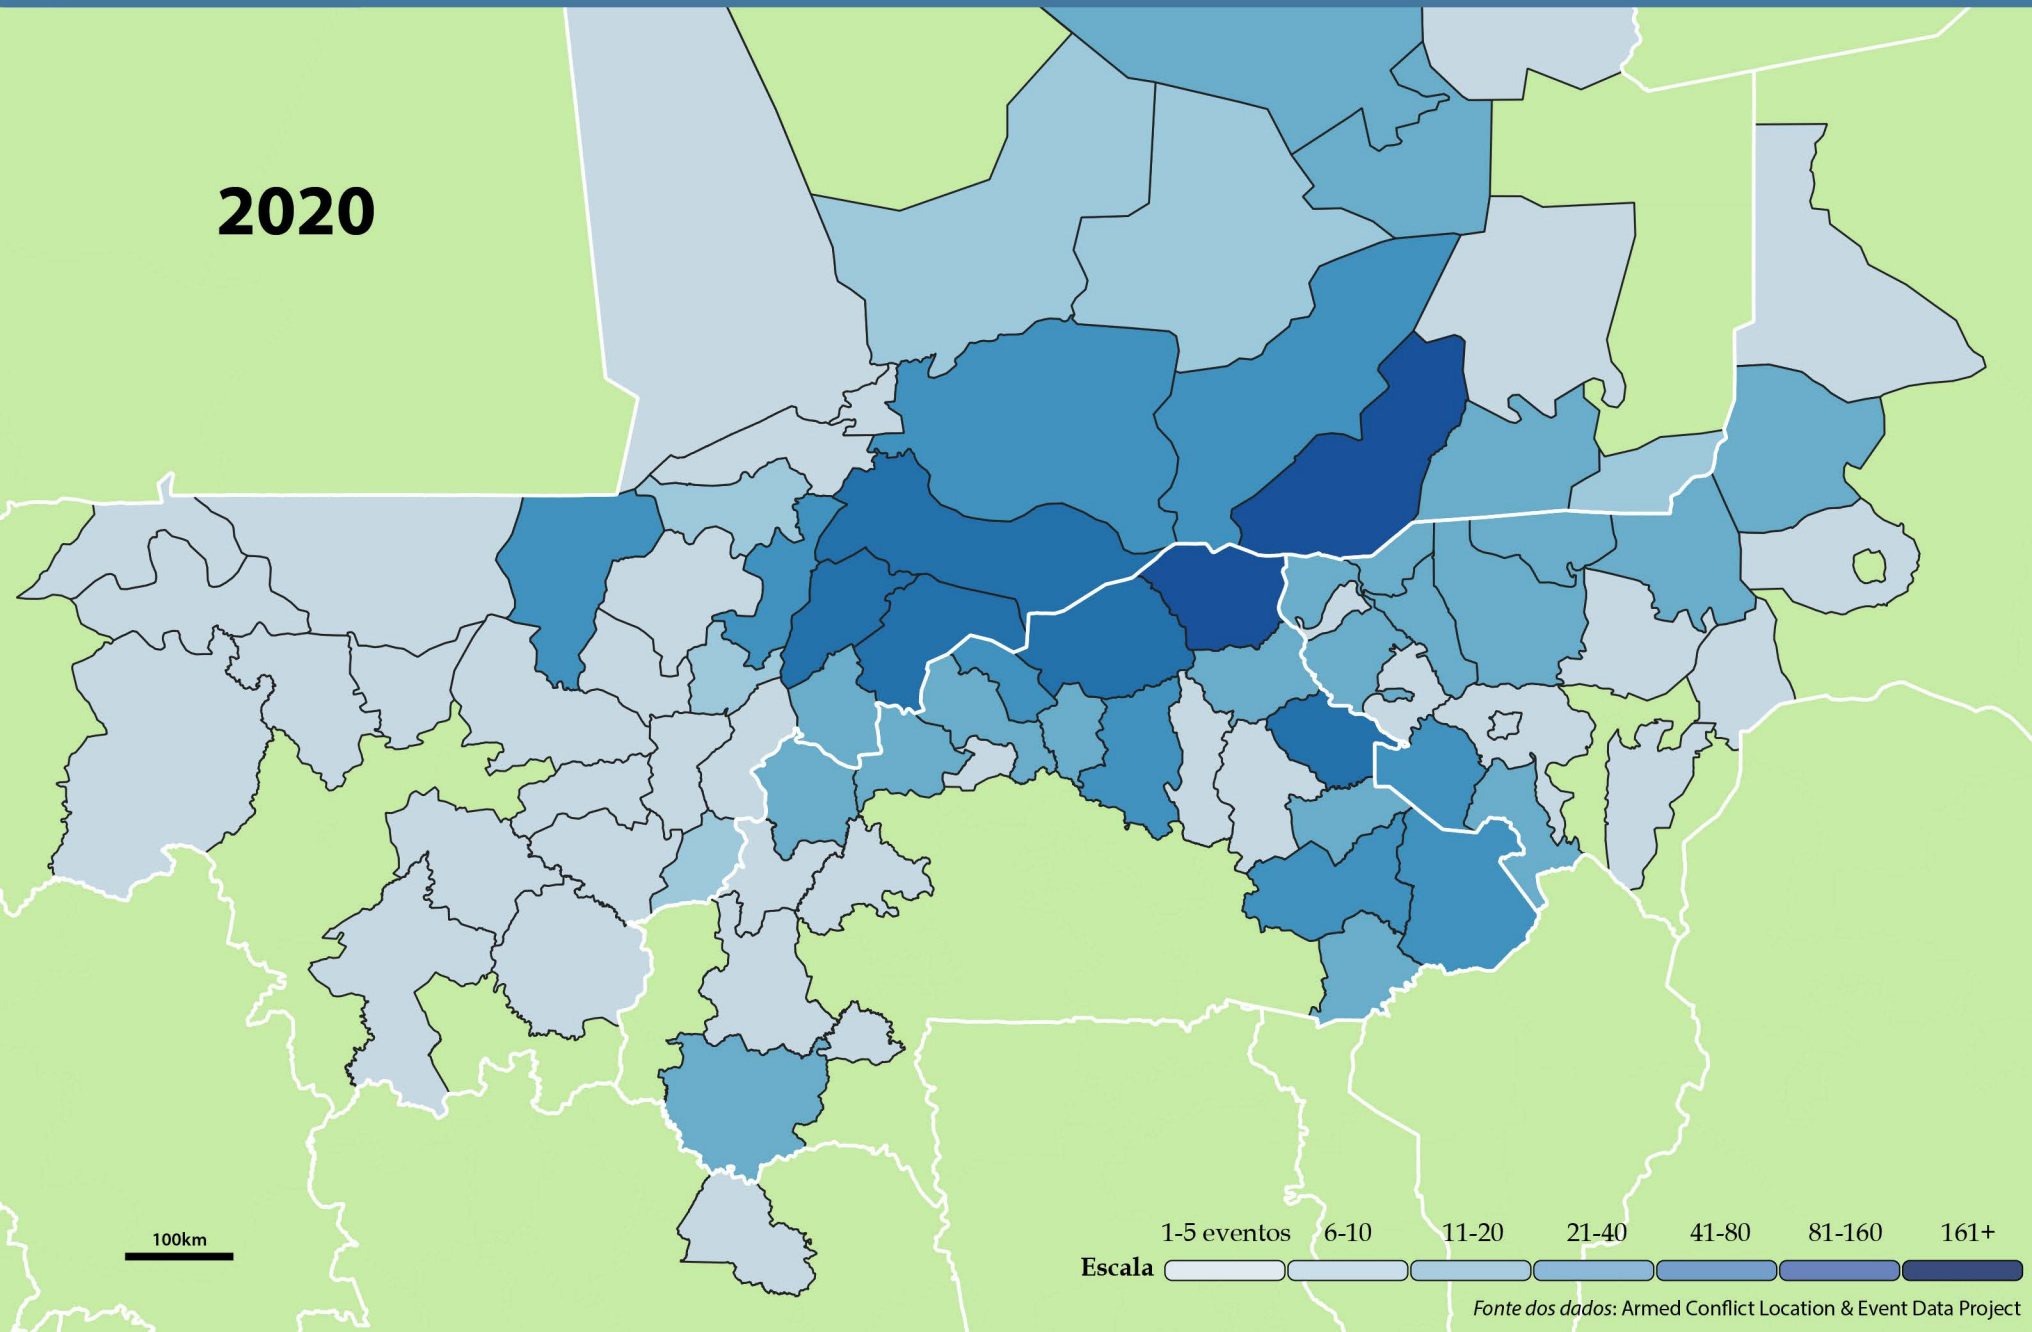 2020
100km
1-5 eventos 6-10 11-20 21-40 41-80 81-160 161+
Escala
Fonte dos dados: Armed Conflict Location & Event Data Project